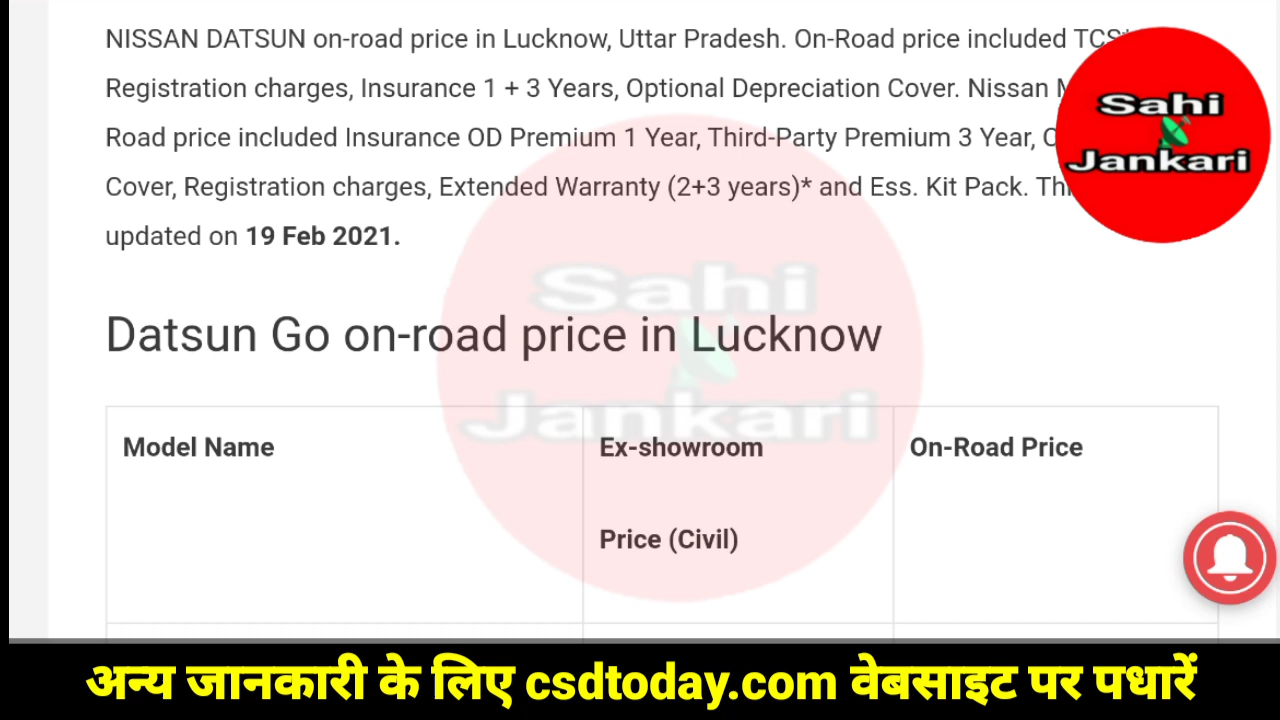 NISSAN DATSUN on-road price in Lucknow, Uttar Pradesh. On-Road price included TCS*
Registration charges, Insurance 1 + 3 Years, Optional Depreciation Cover. Nissan
Road price included Insurance OD Premium 1 Year, Third-Party Premium 3 Year,
Cover, Registration charges, Extended Warranty (2+3 years)* and Ess. Kit Pack.
updated on 19 Feb 2021.
Sahi
Jankari
Datsun Go on-road price in Lucknow
Sahi
Jankari
Model Name
Ex-showroom
Price (Civil)
On-Road Price
अन्य जानकारी के लिए csdtoday.com वेबसाइट पर पधारें